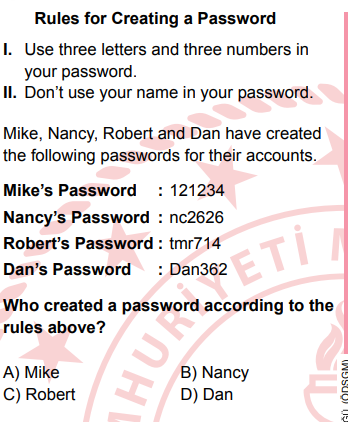 Rules for Creating a Password
I. Use three letters and three numbers in
your password.
II. Don't use your name in your password.
Mike, Nancy, Robert and Dan have created
the following passwords for their accounts.
Mike's Password : 121234
Nancy's Password : nc2626
Robert's Password : tmr714
Dan's Password : Dan362
Who created a password according to the
rules above?
A) Mike B) Nancy
C) Robert D) Dan
(ÖDSGM)